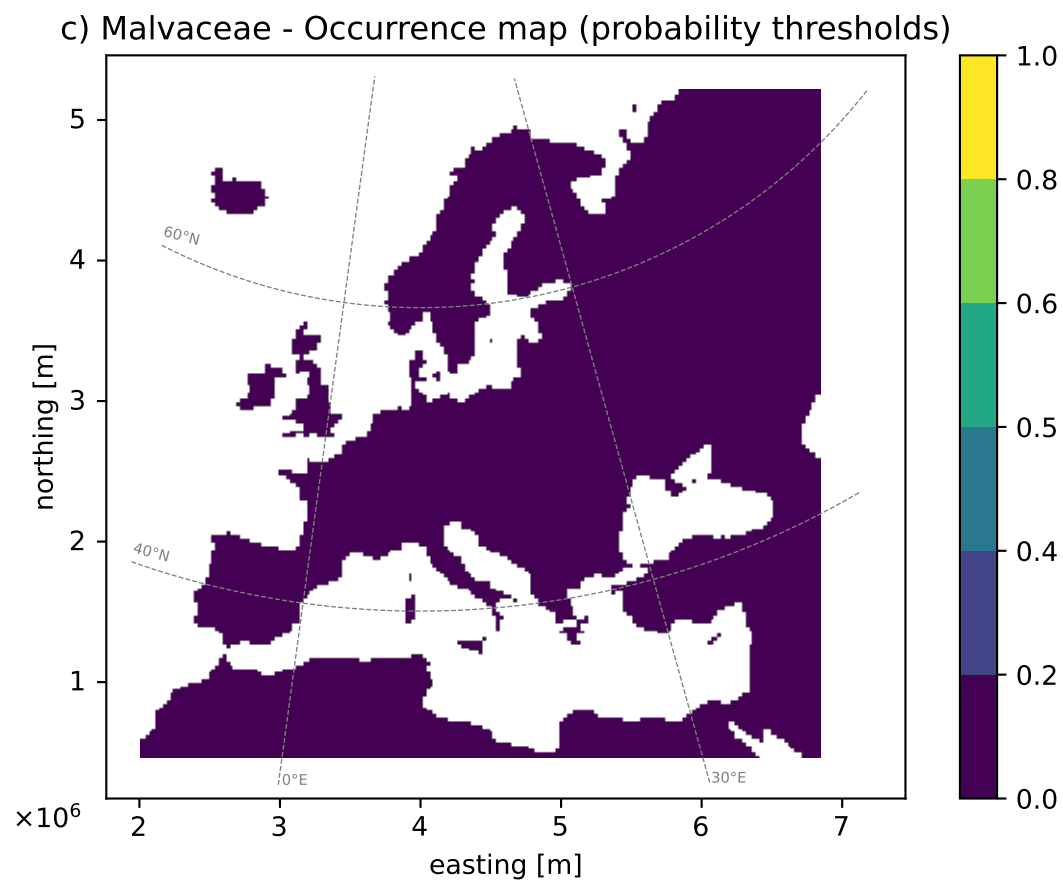 c) Malvaceae - Occurrence map (probability thresholds)
5
4
3
2
1
northing [m]
60°N
40°N
0°E
30°E
×10⁶
2 3 4 5 6 7
easting [m]
1.0
0.8
0.6
0.5
0.4
0.2
0.0